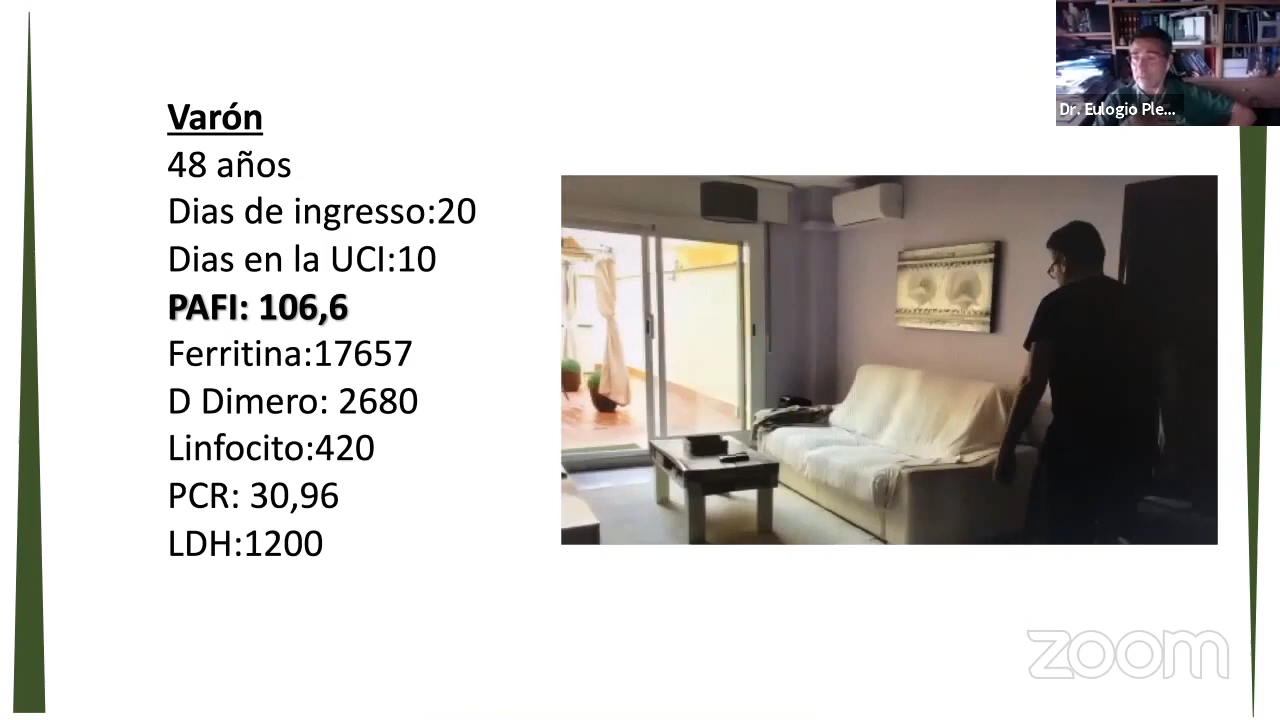 Varón
48 años
Dias de ingresso:20
Dias en la UCI:10
PAFI: 106,6
Ferritina:17657
D Dimero: 2680
Linfocito:420
PCR: 30,96
LDH:1200
Dr. Eulogio Ple...
zoom